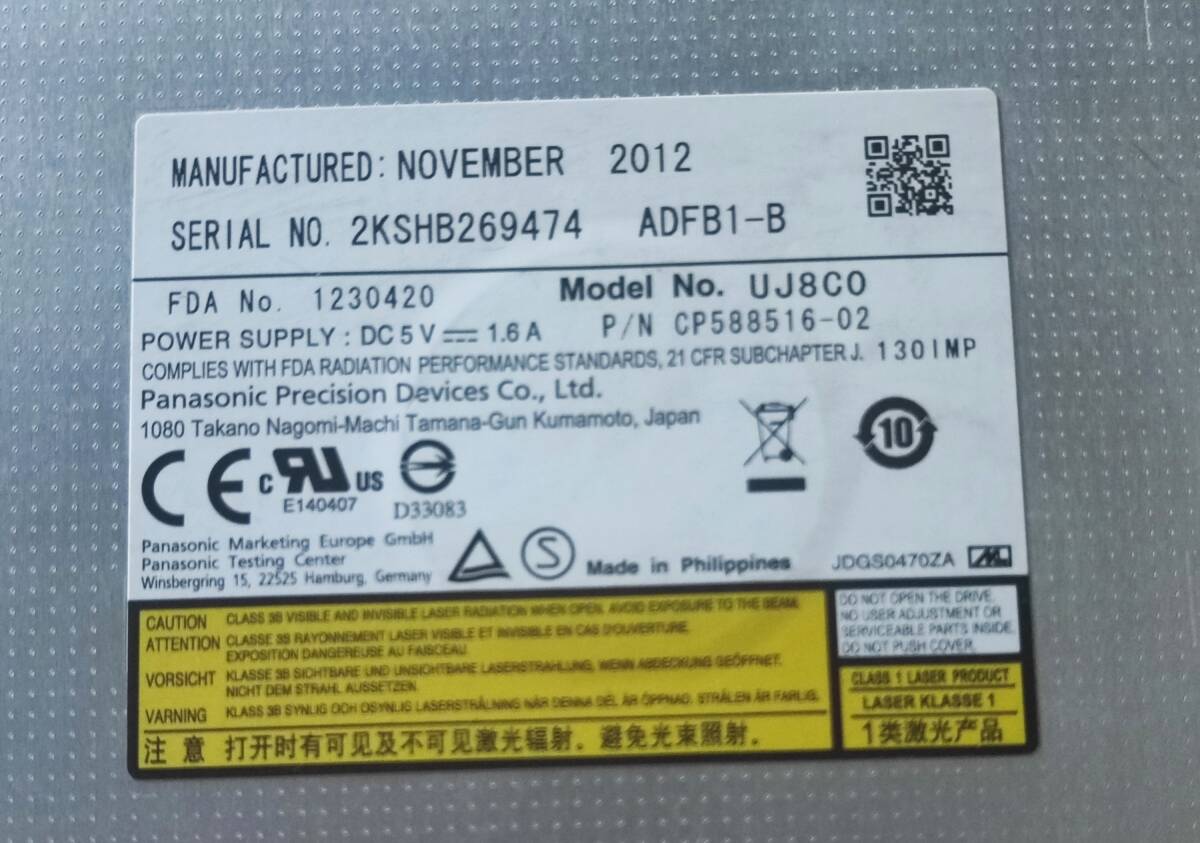 MANUFACTURED: NOVEMBER 2012
SERIAL NO. 2KSHB269474 ADFB1-B
FDA No. 1230420 Model No. UJ8C0
POWER SUPPLY : DC 5 V ⎓ 1.6 A P/N CP588516-02
COMPLIES WITH FDA RADIATION PERFORMANCE STANDARDS, 21 CFR SUBCHAPTER J. 130IMP
Panasonic Precision Devices Co., Ltd.
1080 Takano Nagomi-Machi Tamana-Gun Kumamoto, Japan
10
CE c RU US
E140407 D33083
Panasonic Marketing Europe GmbH
Panasonic Testing Center
Winsbergring 15, 22525 Hamburg, Germany
S Made in Philippines JDGS0470ZA
CAUTION CLASS 3B VISIBLE AND INVISIBLE LASER RADIATION WHEN OPEN. AVOID EXPOSURE TO THE BEAM.
ATTENTION CLASSE 3B RAYONNEMENT LASER VISIBLE ET INVISIBLE EN CAS D'OUVERTURE.
EXPOSITION DANGEREUSE AU FAISCEAU.
VORSICHT KLASSE 3B SICHTBARE UND UNSICHTBARE LASERSTRAHLUNG, WENN ABDECKUNG GEÖFFNET.
NICHT DEM STRAHL AUSSETZEN.
VARNING KLASS 3B SYNLIG OCH OSYNLIG LASERSTRÅLNING NÄR DENNA DEL ÄR ÖPPNAD. STRÅLEN ÄR FARLIG.
注意 打开时有可见及不可见激光辐射。避免光束照射。
DO NOT OPEN THE DRIVE.
NO USER ADJUSTMENT OR
SERVICEABLE PARTS INSIDE.
DO NOT PUSH COVER.
CLASS 1 LASER PRODUCT
LASER KLASSE 1
1类激光产品